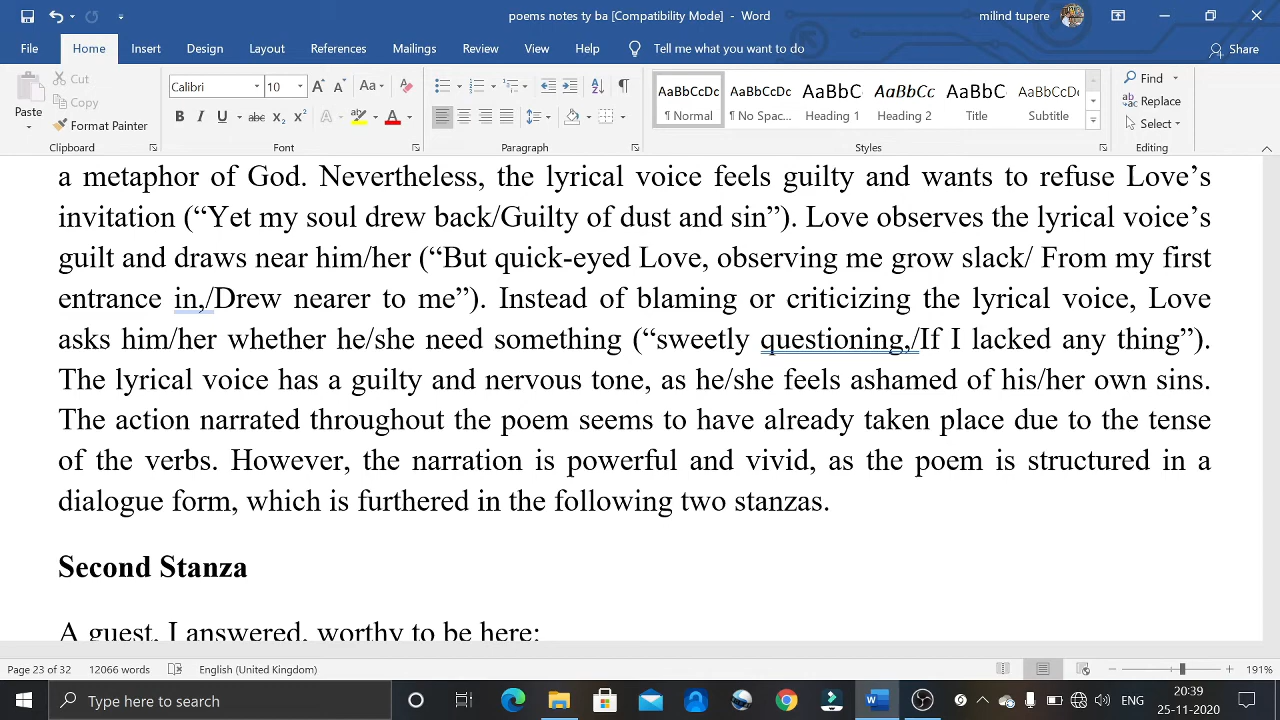 poems notes ty ba [Compatibility Mode] - Word
milind tupere
File Home Insert Design Layout References Mailings Review View Help Tell me what you want to do Share
Cut
Copy
Format Painter
Paste
Calibri 10
Aa
B I U abc X₂ X²
AaBbCcDc AaBbCcDc AaBbC AaBbCc AaBbC AaBbCcD
¶ Normal ¶ No Spac... Heading 1 Heading 2 Title Subtitle
Find
Replace
Select
Clipboard Font Paragraph Styles Editing
a metaphor of God. Nevertheless, the lyrical voice feels guilty and wants to refuse Love’s
invitation (“Yet my soul drew back/Guilty of dust and sin”). Love observes the lyrical voice’s
guilt and draws near him/her (“But quick-eyed Love, observing me grow slack/ From my first
entrance in,/Drew nearer to me”). Instead of blaming or criticizing the lyrical voice, Love
asks him/her whether he/she need something (“sweetly questioning,/If I lacked any thing”).
The lyrical voice has a guilty and nervous tone, as he/she feels ashamed of his/her own sins.
The action narrated throughout the poem seems to have already taken place due to the tense
of the verbs. However, the narration is powerful and vivid, as the poem is structured in a
dialogue form, which is furthered in the following two stanzas.
Second Stanza
A guest, I answered, worthy to be here:
Page 23 of 32 12066 words English (United Kingdom) 191%
Type here to search
ENG
20:39
25-11-2020